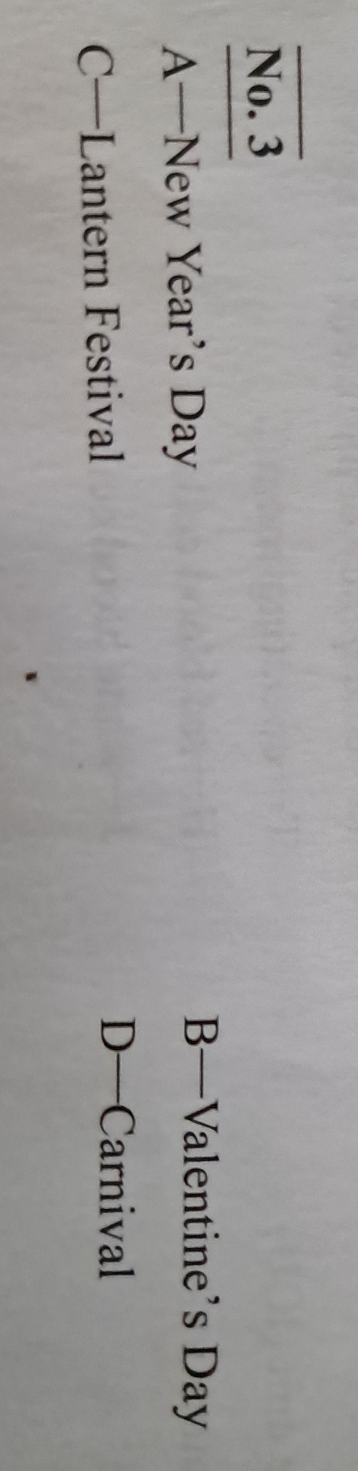 No. 3
A—New Year's Day B—Valentine's Day
C—Lantern Festival D—Carnival